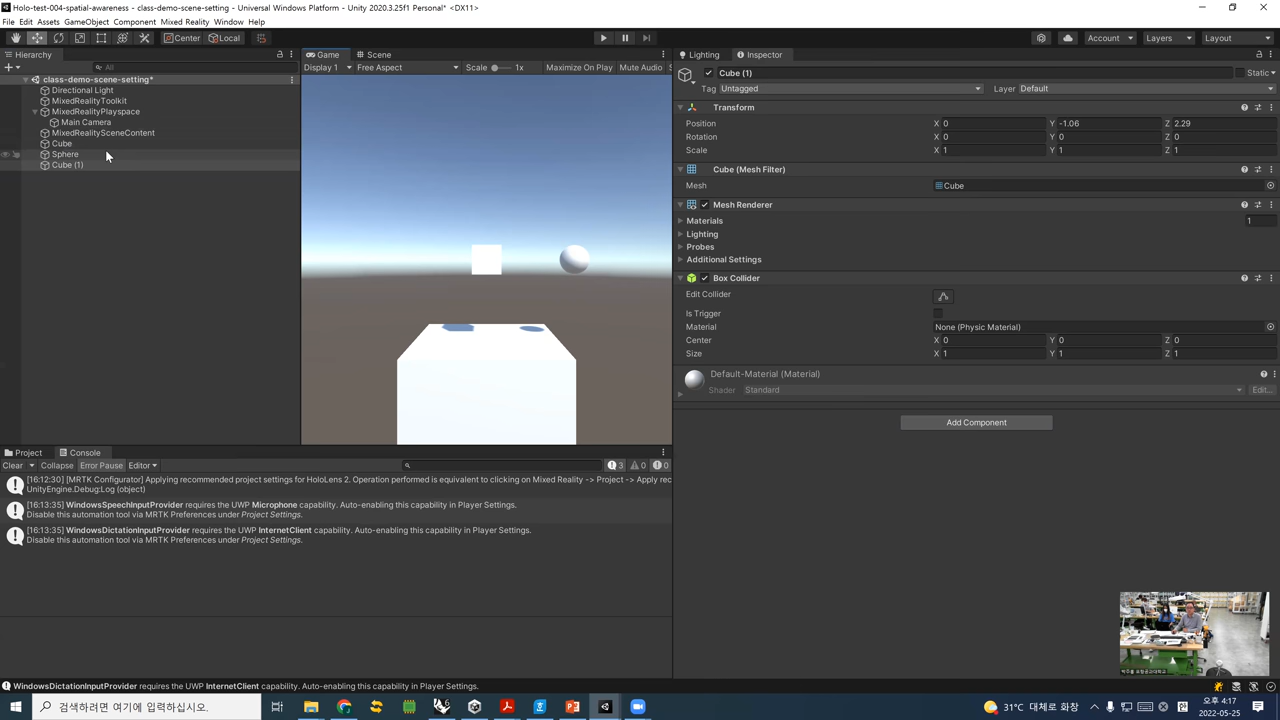 Holo-test-004-spatial-awareness - class-demo-scene-setting - Universal Windows Platform - Unity 2020.3.25f1 Personal* <DX11>
File Edit Assets GameObject Component Mixed Reality Window Help
Center Local Account Layers Layout
Hierarchy
All
class-demo-scene-setting*
Directional Light
MixedRealityToolkit
MixedRealityPlayspace
Main Camera
MixedRealitySceneContent
Cube
Sphere
Cube (1)
Game Scene
Display 1 Free Aspect Scale 1x Maximize On Play Mute Audio
Lighting Inspector
Cube (1) Static
Tag Untagged Layer Default
Transform
Position X 0 Y -1.06 Z 2.29
Rotation X 0 Y 0 Z 0
Scale X 1 Y 1 Z 1
Cube (Mesh Filter)
Mesh Cube
Mesh Renderer
Materials 1
Lighting
Probes
Additional Settings
Box Collider
Edit Collider
Is Trigger
Material None (Physic Material)
Center X 0 Y 0 Z 0
Size X 1 Y 1 Z 1
Default-Material (Material)
Shader Standard Edit...
Add Component
Project Console
Clear Collapse Error Pause Editor 3 0 0
[16:12:30] [MRTK Configurator] Applying recommended project settings for HoloLens 2. Operation performed is equivalent to clicking on Mixed Reality -> Project -> Apply rec
UnityEngine.Debug:Log (object)
[16:13:35] WindowsSpeechInputProvider requires the UWP Microphone capability. Auto-enabling this capability in Player Settings.
Disable this automation tool via MRTK Preferences under Project Settings.
[16:13:35] WindowsDictationInputProvider requires the UWP InternetClient capability. Auto-enabling this capability in Player Settings.
Disable this automation tool via MRTK Preferences under Project Settings.
WindowsDictationInputProvider requires the UWP InternetClient capability. Auto-enabling this capability in Player Settings.
검색하려면 여기에 입력하십시오.
31°C 대체로 화창
오후 4:17
2022-05-25